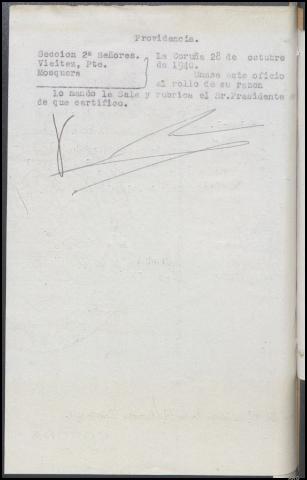 Providencia.
Seccion 2ª Señores.
Vieitez, Pte.
Mosquera
La Coruña 28 de octubre
de 1940.
Unase este oficio
al rollo de su razon
lo mando la Sala y rubrica el Sr. Presidente
de que certifico.